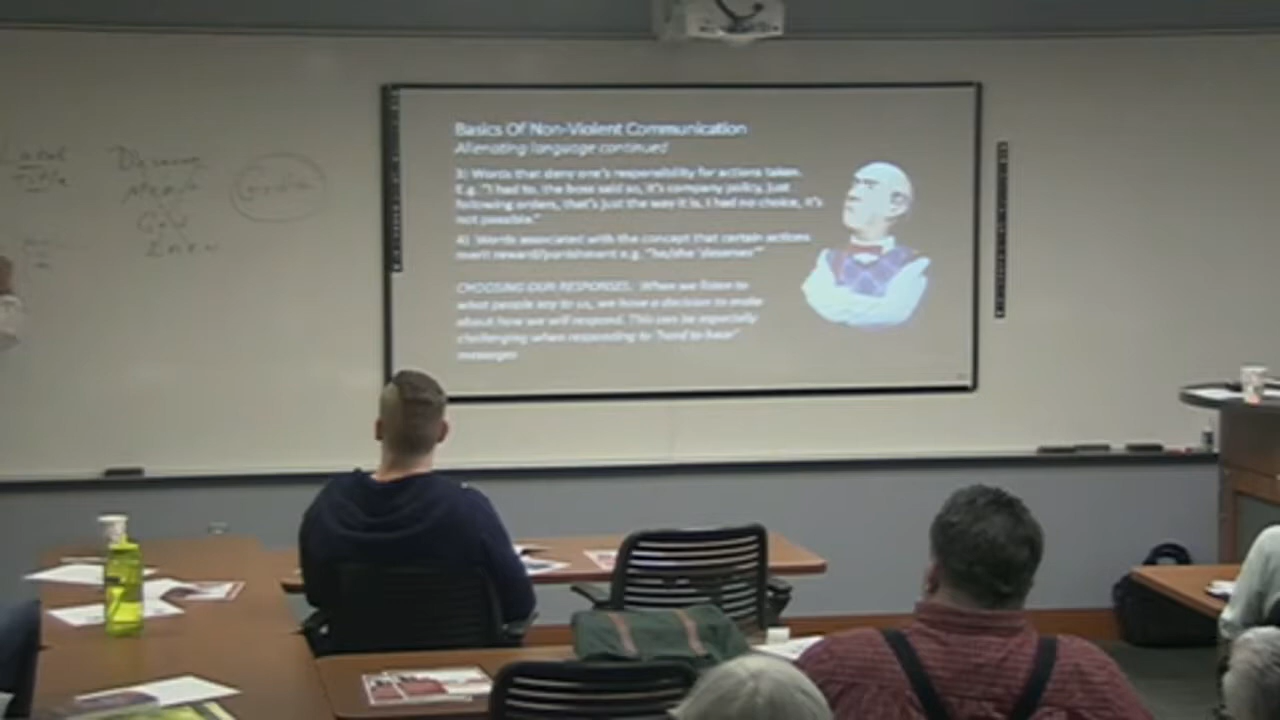 Basics Of Non-Violent Communication
Alienating language continued
3) Words that deny one's responsibility for actions taken.
E.g. "I had to, the boss said so, it's company policy, just
following orders, that's just the way it is, I had no choice, it's
not possible."
4) Words associated with the concept that certain actions
merit reward/punishment e.g. "he/she 'deserves'"
CHOOSING OUR RESPONSES: When we listen to
what people say to us, we have a decision to make
about how we will respond. This can be especially
challenging when responding to "hard to hear"
messages